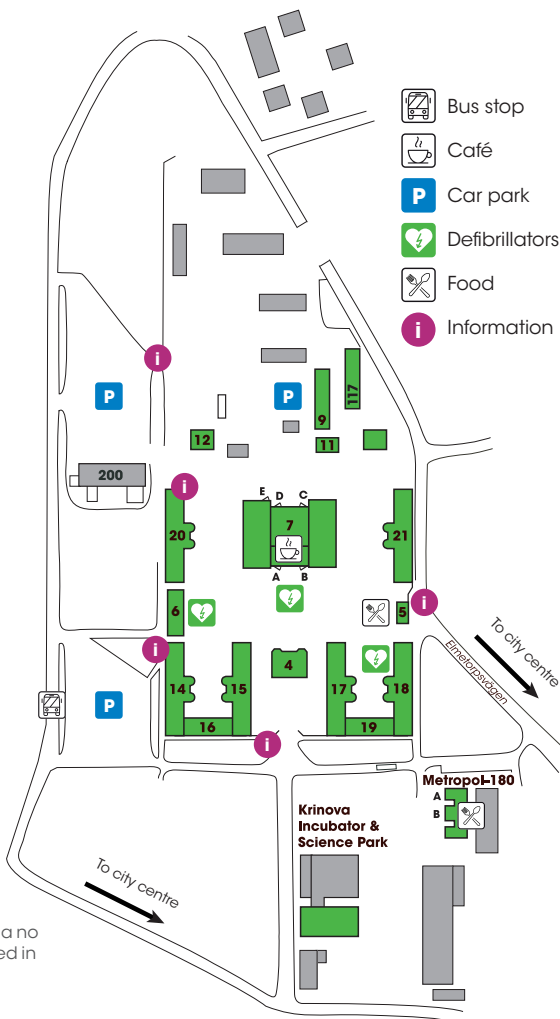 Bus stop
Café
P Car park
Defibrillators
Food
i Information
i
P
P
117
9
12
11
200
i
E D C
7
20
21
A B
6
5
i
i
4
14
15
17
18
16
19
P
i
Elmetorpsvägen
To city centre
Metropol-180
A
B
Krinova
Incubator &
Science Park
To city centre
a no
ed in